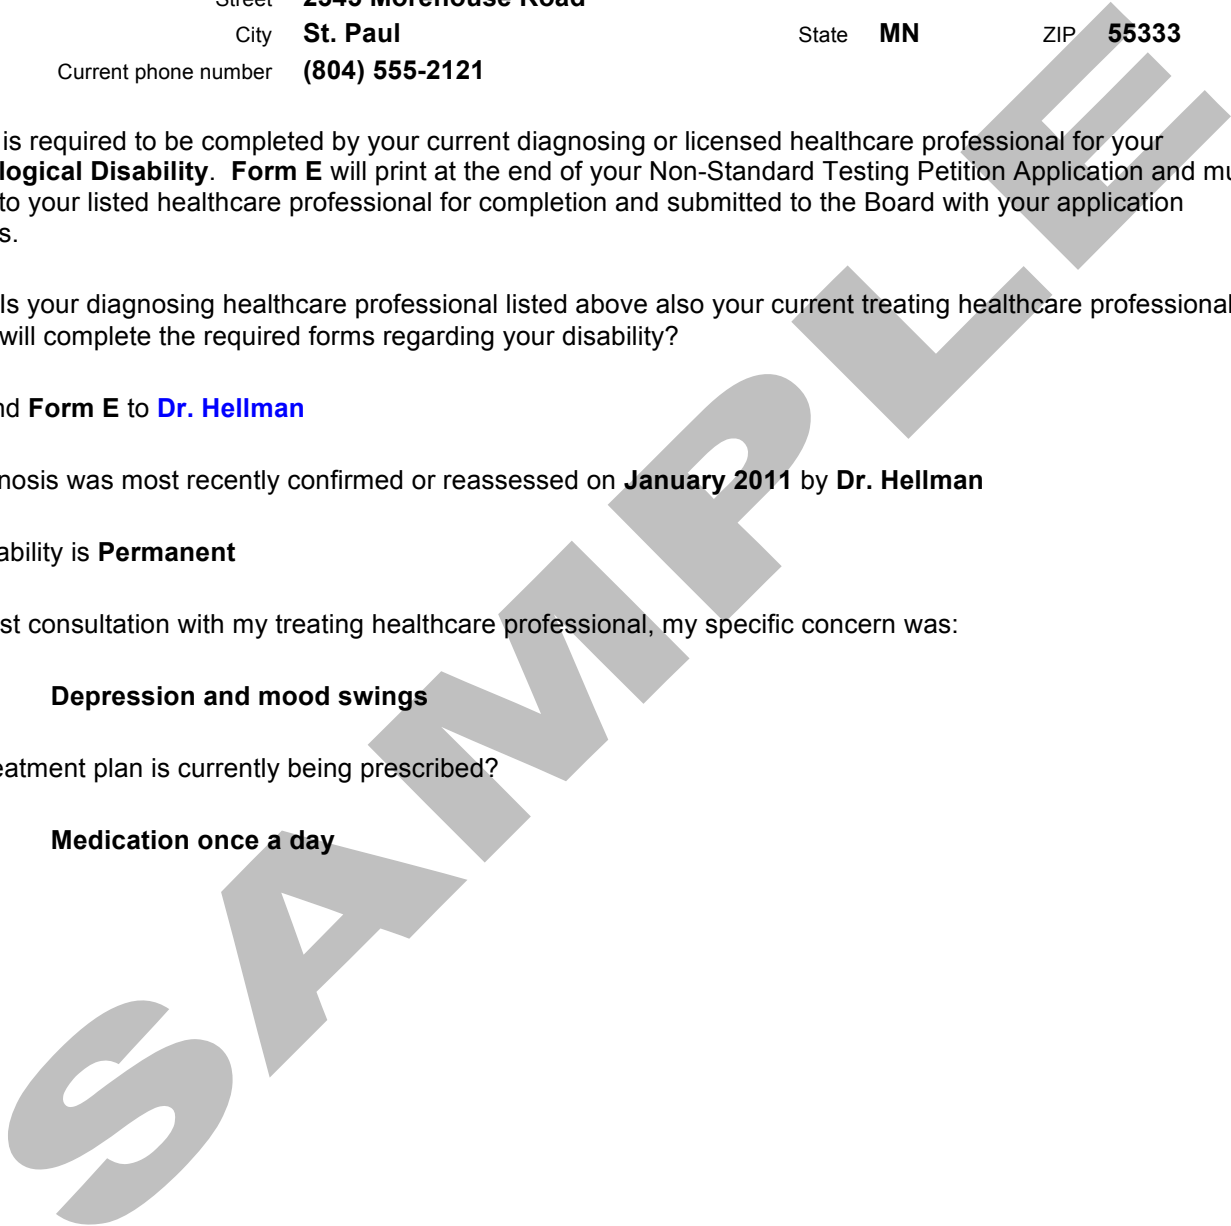 Street 2345 Morehouse Road
City St. Paul State MN ZIP 55333
Current phone number (804) 555-2121
is required to be completed by your current diagnosing or licensed healthcare professional for your
logical Disability. Form E will print at the end of your Non-Standard Testing Petition Application and mu
to your listed healthcare professional for completion and submitted to the Board with your application
s.
Is your diagnosing healthcare professional listed above also your current treating healthcare professional
will complete the required forms regarding your disability?
nd Form E to Dr. Hellman
nosis was most recently confirmed or reassessed on January 2011 by Dr. Hellman
ability is Permanent
st consultation with my treating healthcare professional, my specific concern was:
Depression and mood swings
eatment plan is currently being prescribed?
Medication once a day
SAMPLE